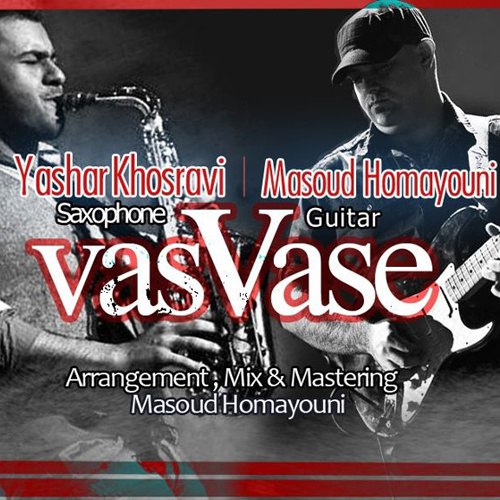 Yashar Khosravi | Masoud Homayouni
Saxophone Guitar
vasVase
Arrangement , Mix & Mastering
Masoud Homayouni